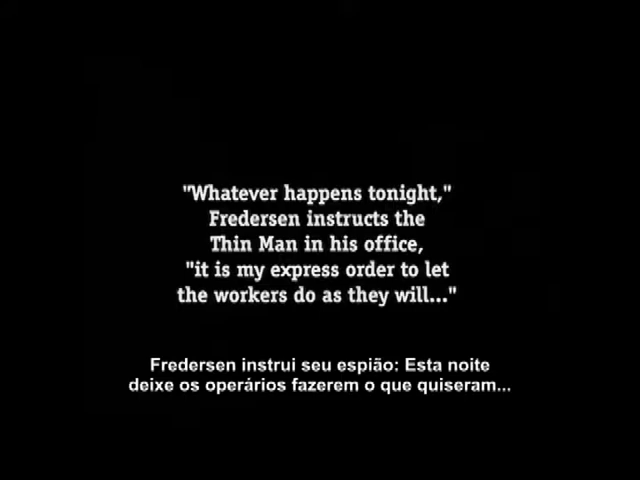 "Whatever happens tonight,"
Fredersen instructs the
Thin Man in his office,
"it is my express order to let
the workers do as they will..."
Fredersen instrui seu espião: Esta noite
deixe os operários fazerem o que quiseram...